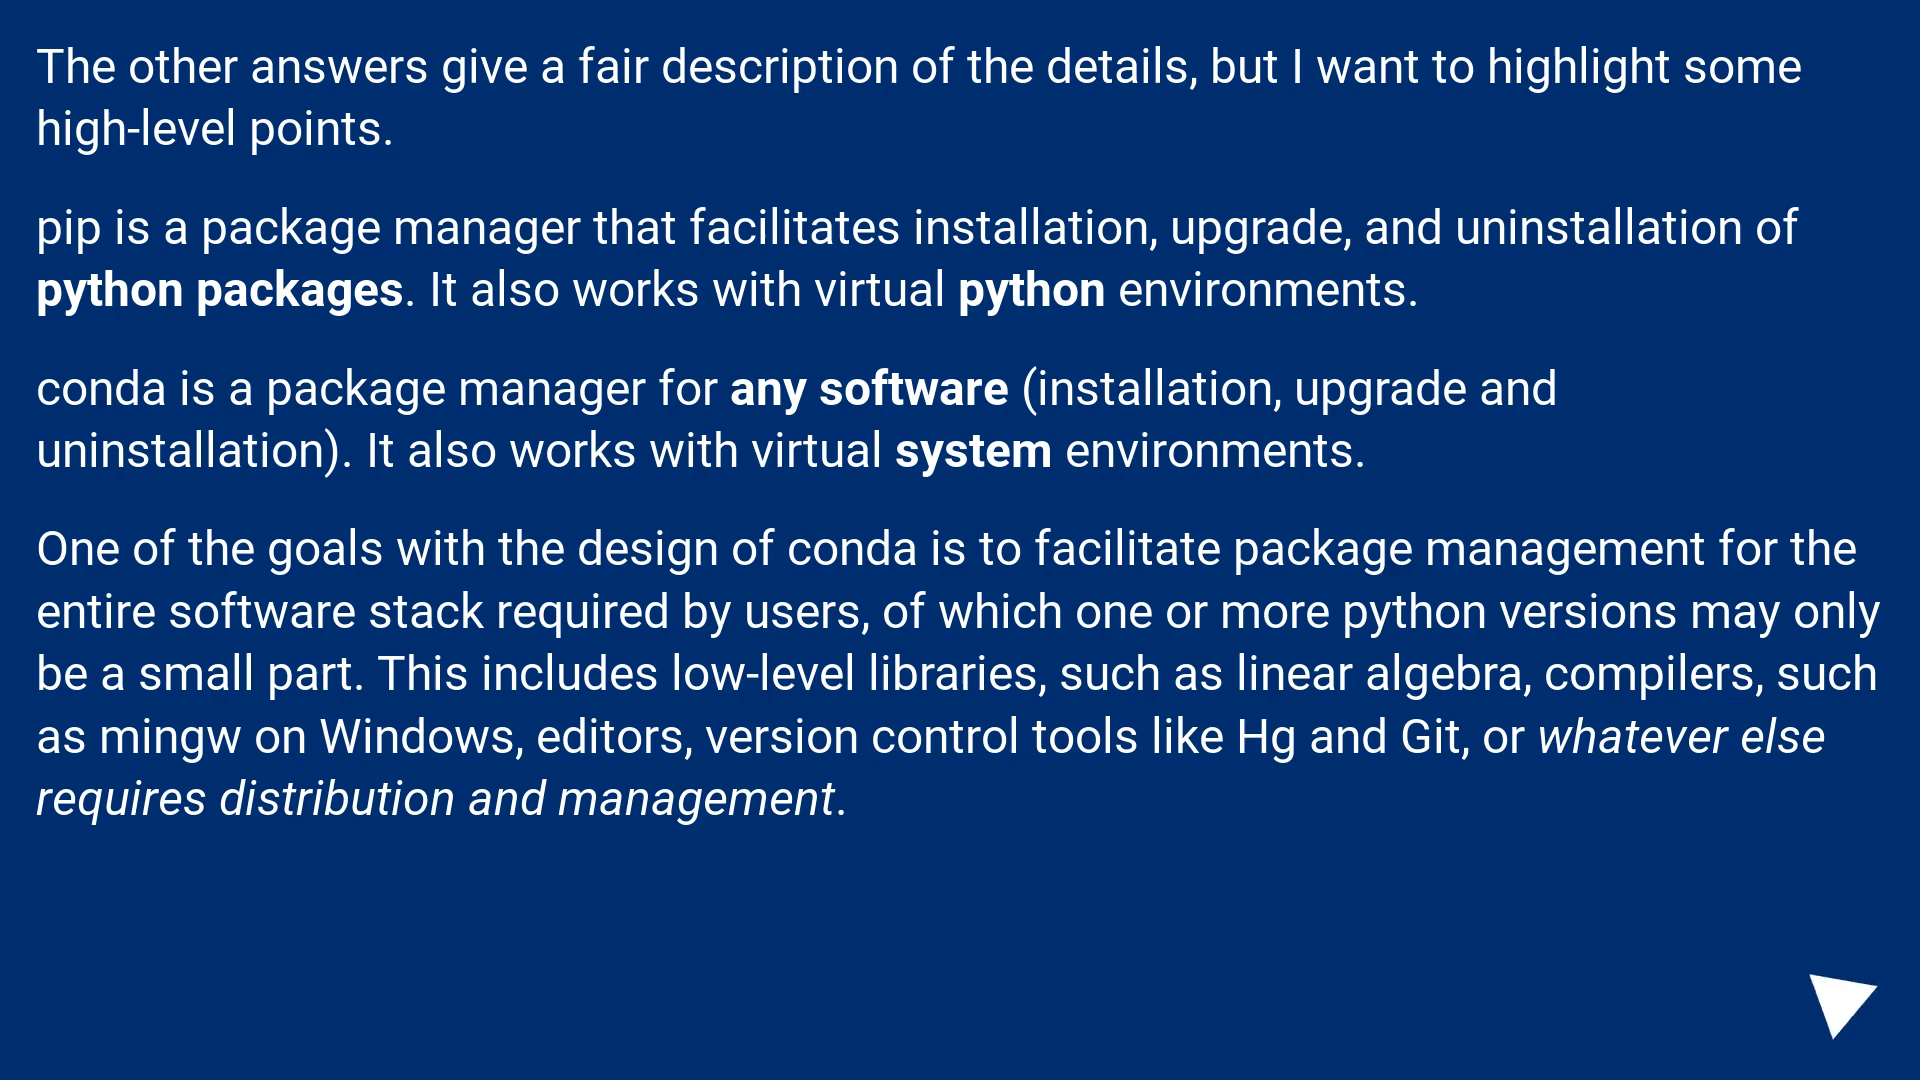 The other answers give a fair description of the details, but I want to highlight some
high-level points.
pip is a package manager that facilitates installation, upgrade, and uninstallation of
python packages. It also works with virtual python environments.
conda is a package manager for any software (installation, upgrade and
uninstallation). It also works with virtual system environments.
One of the goals with the design of conda is to facilitate package management for the
entire software stack required by users, of which one or more python versions may only
be a small part. This includes low-level libraries, such as linear algebra, compilers, such
as mingw on Windows, editors, version control tools like Hg and Git, or whatever else
requires distribution and management.